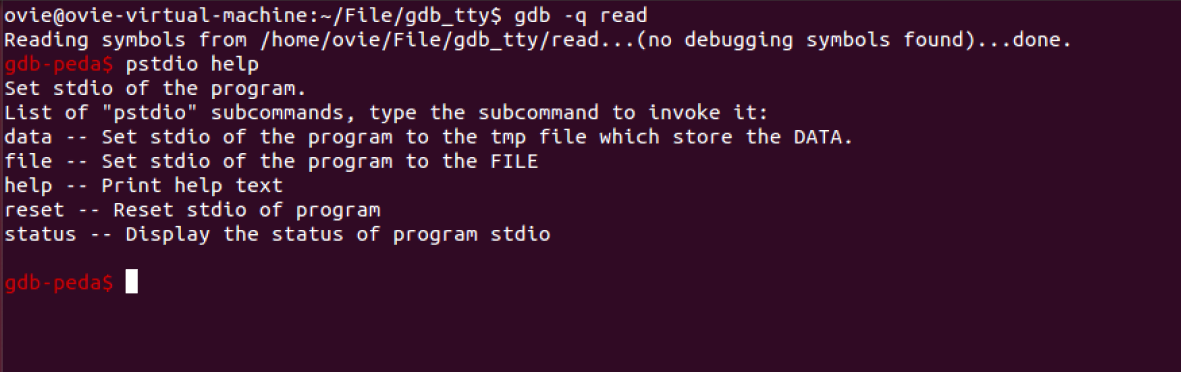 ovie@ovie-virtual-machine:~/File/gdb_tty$ gdb -q read
Reading symbols from /home/ovie/File/gdb_tty/read...(no debugging symbols found)...done.
gdb-peda$ pstdio help
Set stdio of the program.
List of "pstdio" subcommands, type the subcommand to invoke it:
data -- Set stdio of the program to the tmp file which store the DATA.
file -- Set stdio of the program to the FILE
help -- Print help text
reset -- Reset stdio of program
status -- Display the status of program stdio
gdb-peda$